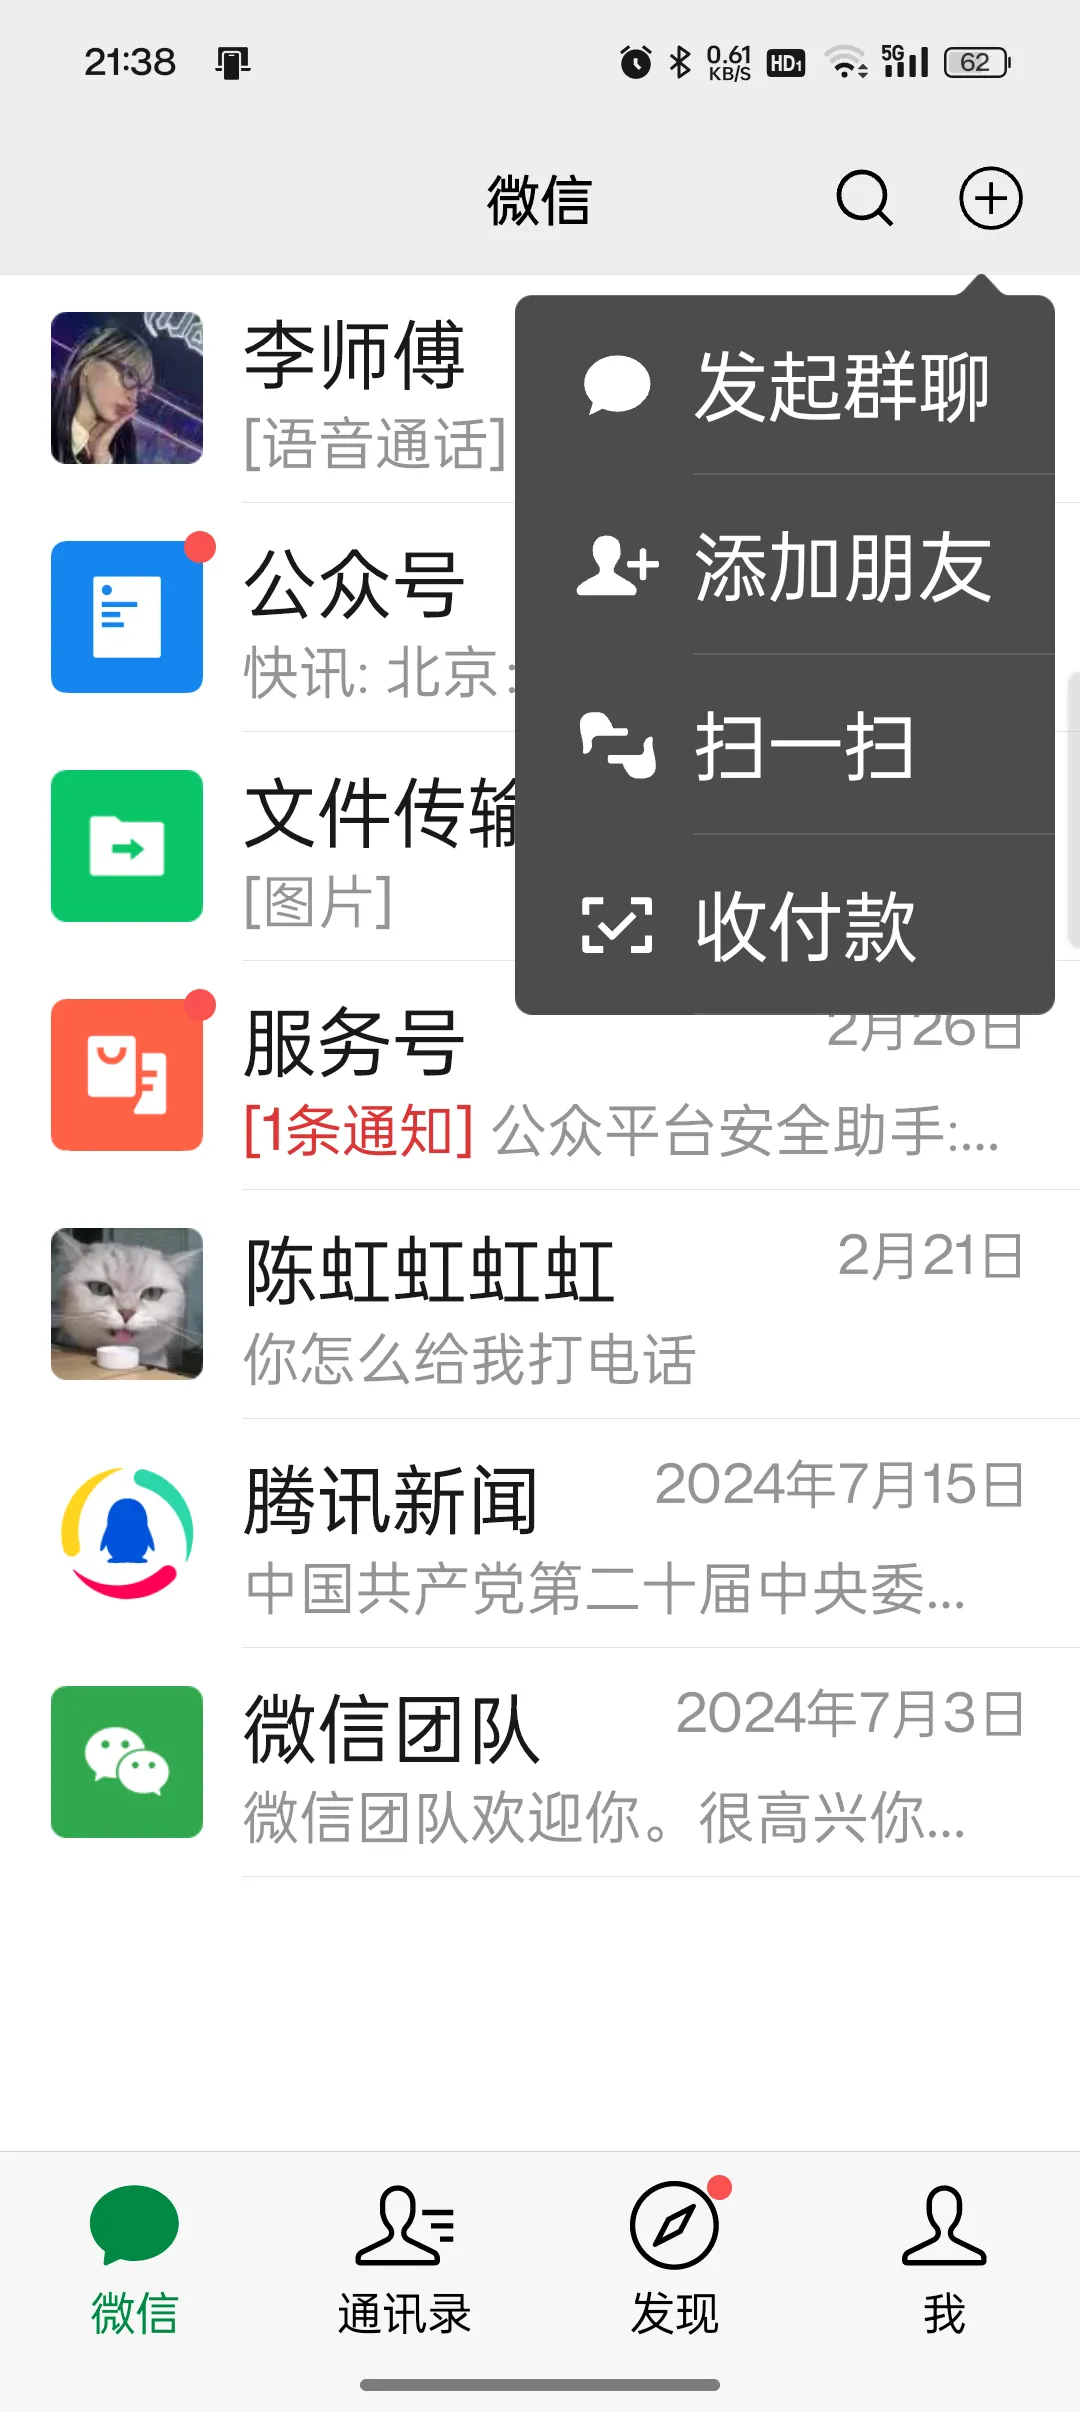 21:38
0.61 KB/S HD1 5G 62
微信
李师傅
[语音通话]
公众号
快讯: 北京:
文件传输
[图片]
发起群聊
添加朋友
扫一扫
收付款
服务号
2月26日
[1条通知] 公众平台安全助手:...
陈虹虹虹虹
2月21日
你怎么给我打电话
腾讯新闻
2024年7月15日
中国共产党第二十届中央委...
微信团队
2024年7月3日
微信团队欢迎你。很高兴你...
微信
通讯录
发现
我